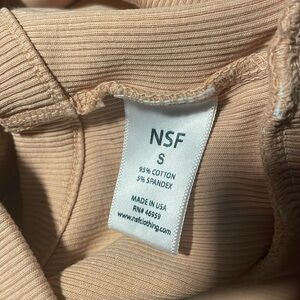 NSF
S
95% COTTON
5% SPANDEX
MADE IN USA
RN# 46959
www.nsfclothing.com